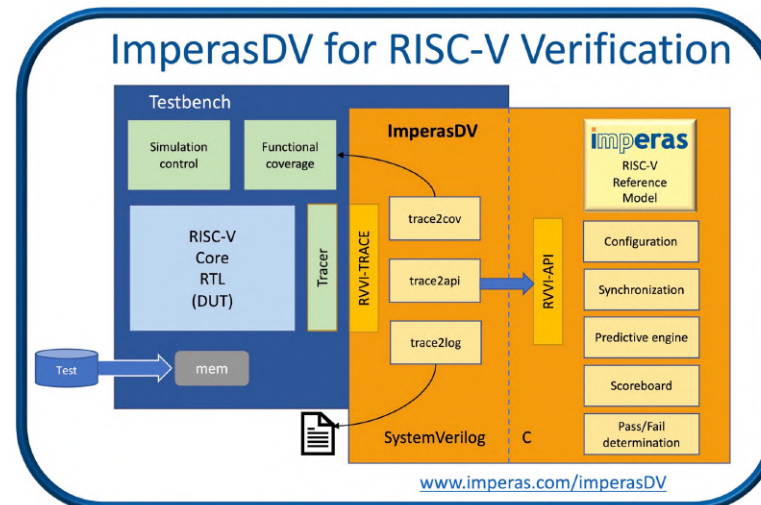 ImperasDV for RISC-V Verification
Testbench
Simulation
control
Functional
coverage
RISC-V
Core
RTL
(DUT)
Tracer
mem
Test
ImperasDV
RVVI-TRACE
trace2cov
trace2api
trace2log
SystemVerilog
C
RVVI-API
imperas
RISC-V
Reference
Model
Configuration
Synchronization
Predictive engine
Scoreboard
Pass/Fail
determination
www.imperas.com/imperasDV